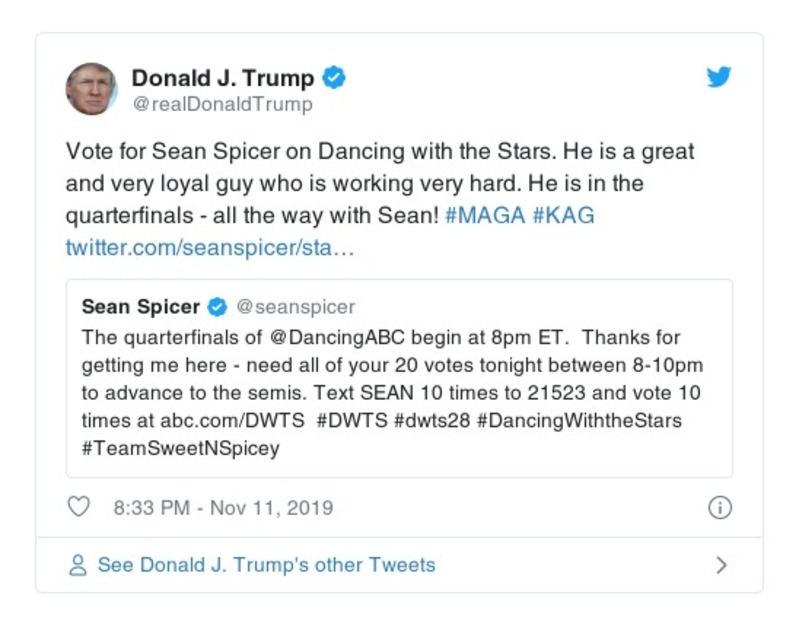 Donald J. Trump
@realDonaldTrump
Vote for Sean Spicer on Dancing with the Stars. He is a great
and very loyal guy who is working very hard. He is in the
quarterfinals - all the way with Sean! #MAGA #KAG
twitter.com/seanspicer/sta…
Sean Spicer @seanspicer
The quarterfinals of @DancingABC begin at 8pm ET.  Thanks for
getting me here - need all of your 20 votes tonight between 8-10pm
to advance to the semis. Text SEAN 10 times to 21523 and vote 10
times at abc.com/DWTS  #DWTS #dwts28 #DancingWiththeStars
#TeamSweetNSpicey
8:33 PM - Nov 11, 2019
See Donald J. Trump's other Tweets